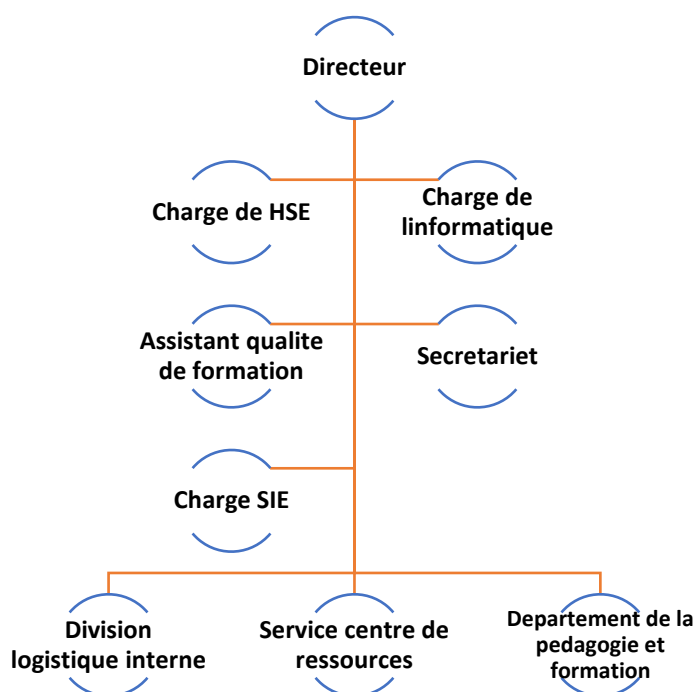 Directeur
Charge de HSE
Charge de
linformatique
Assistant qualite
de formation
Secretariet
Charge SIE
Division
logistique interne
Service centre de
ressources
Departement de la
pedagogie et
formation